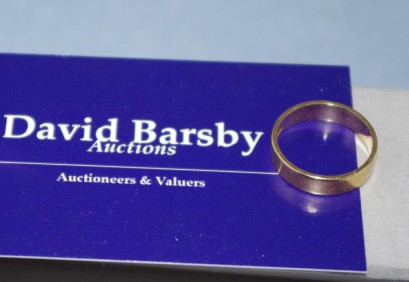 David Barsby
Auctions
Auctioneers & Valuers